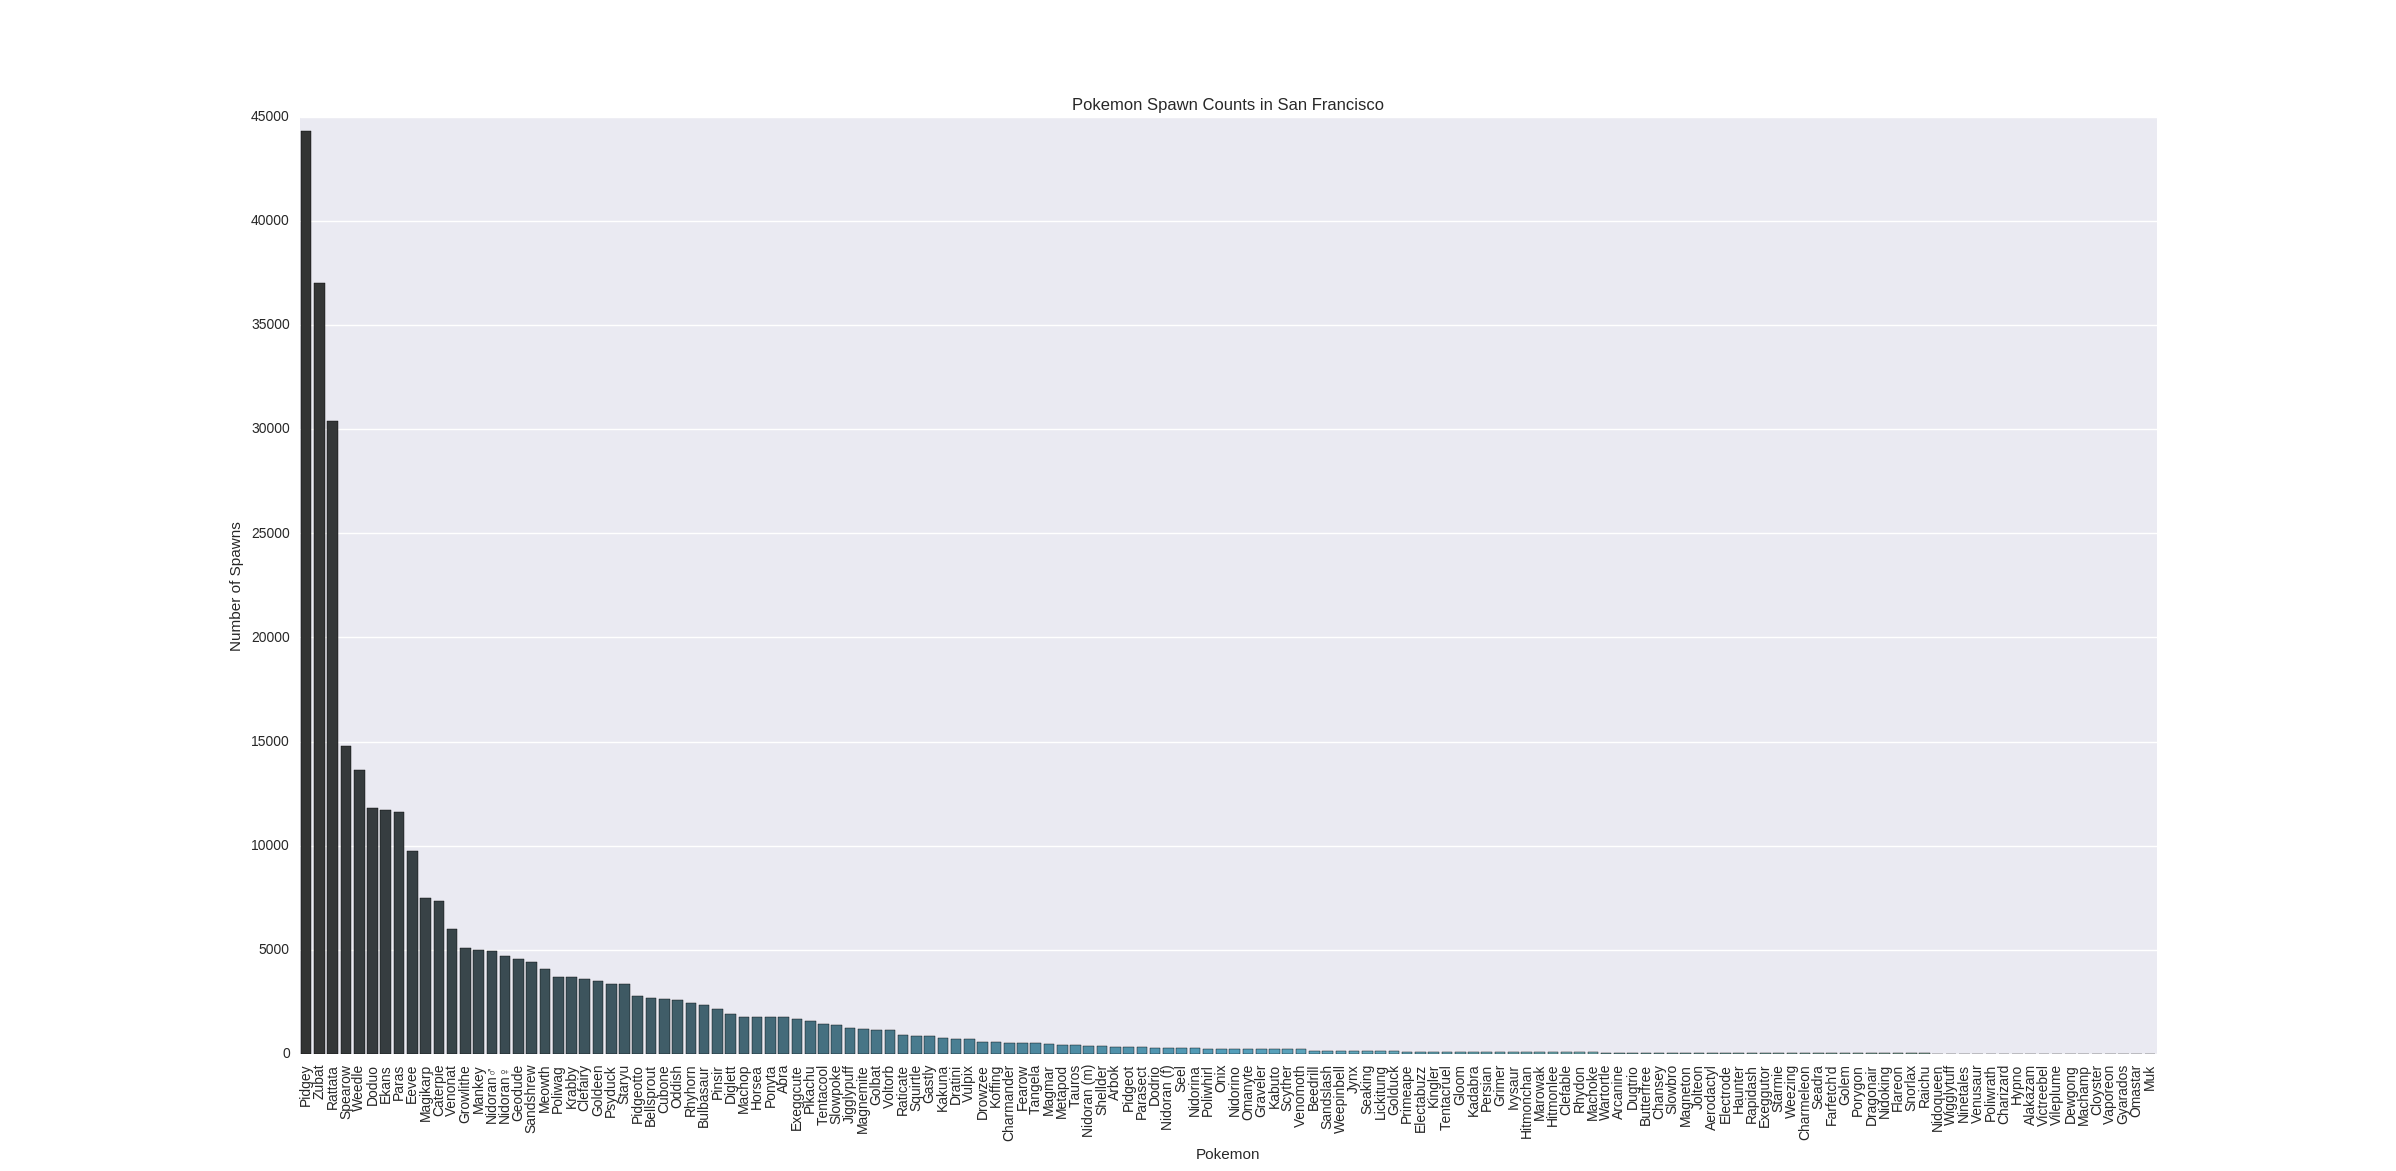 Pokemon Spawn Counts in San Francisco
45000
40000
35000
30000
25000
20000
15000
10000
5000
0
Number of Spawns
Pidgey
Zubat
Rattata
Spearow
Weedle
Doduo
Ekans
Paras
Eevee
Magikarp
Caterpie
Venonat
Growlithe
Mankey
Nidoran♂
Nidoran♀
Geodude
Sandshrew
Meowth
Poliwag
Krabby
Clefairy
Goldeen
Psyduck
Staryu
Pidgeotto
Bellsprout
Cubone
Oddish
Rhyhorn
Bulbasaur
Pinsir
Diglett
Machop
Horsea
Ponyta
Abra
Exeggcute
Pikachu
Tentacool
Slowpoke
Jigglypuff
Magnemite
Golbat
Voltorb
Raticate
Squirtle
Gastly
Kakuna
Dratini
Vulpix
Drowzee
Koffing
Charmander
Fearow
Tangela
Magmar
Metapod
Tauros
Nidoran (m)
Shellder
Arbok
Pidgeot
Parasect
Dodrio
Nidoran (f)
Seel
Nidorina
Poliwhirl
Onix
Nidorino
Omanyte
Graveler
Kabuto
Scyther
Venomoth
Beedrill
Sandslash
Weepinbell
Jynx
Seaking
Lickitung
Golduck
Primeape
Electabuzz
Kingler
Tentacruel
Gloom
Kadabra
Persian
Grimer
Ivysaur
Hitmonchan
Marowak
Hitmonlee
Clefable
Rhydon
Machoke
Wartortle
Arcanine
Dugtrio
Butterfree
Chansey
Slowbro
Magneton
Jolteon
Aerodactyl
Electrode
Haunter
Rapidash
Exeggutor
Starmie
Weezing
Charmeleon
Seadra
Farfetch'd
Golem
Porygon
Dragonair
Nidoking
Flareon
Snorlax
Raichu
Nidoqueen
Wigglytuff
Ninetales
Venusaur
Poliwrath
Charizard
Hypno
Alakazam
Victreebel
Vileplume
Dewgong
Machamp
Cloyster
Vaporeon
Gyarados
Omastar
Muk
Pokemon